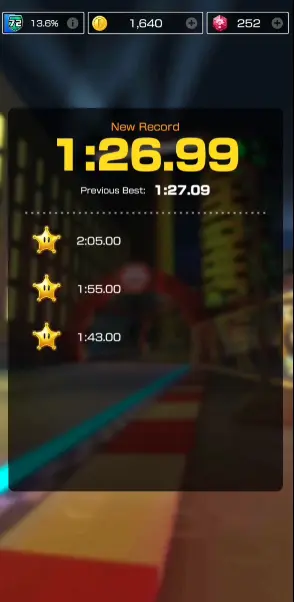 72 13.6% i 1,640 + 252 +
New Record
1:26.99
Previous Best: 1:27.09
2:05.00
1:55.00
1:43.00